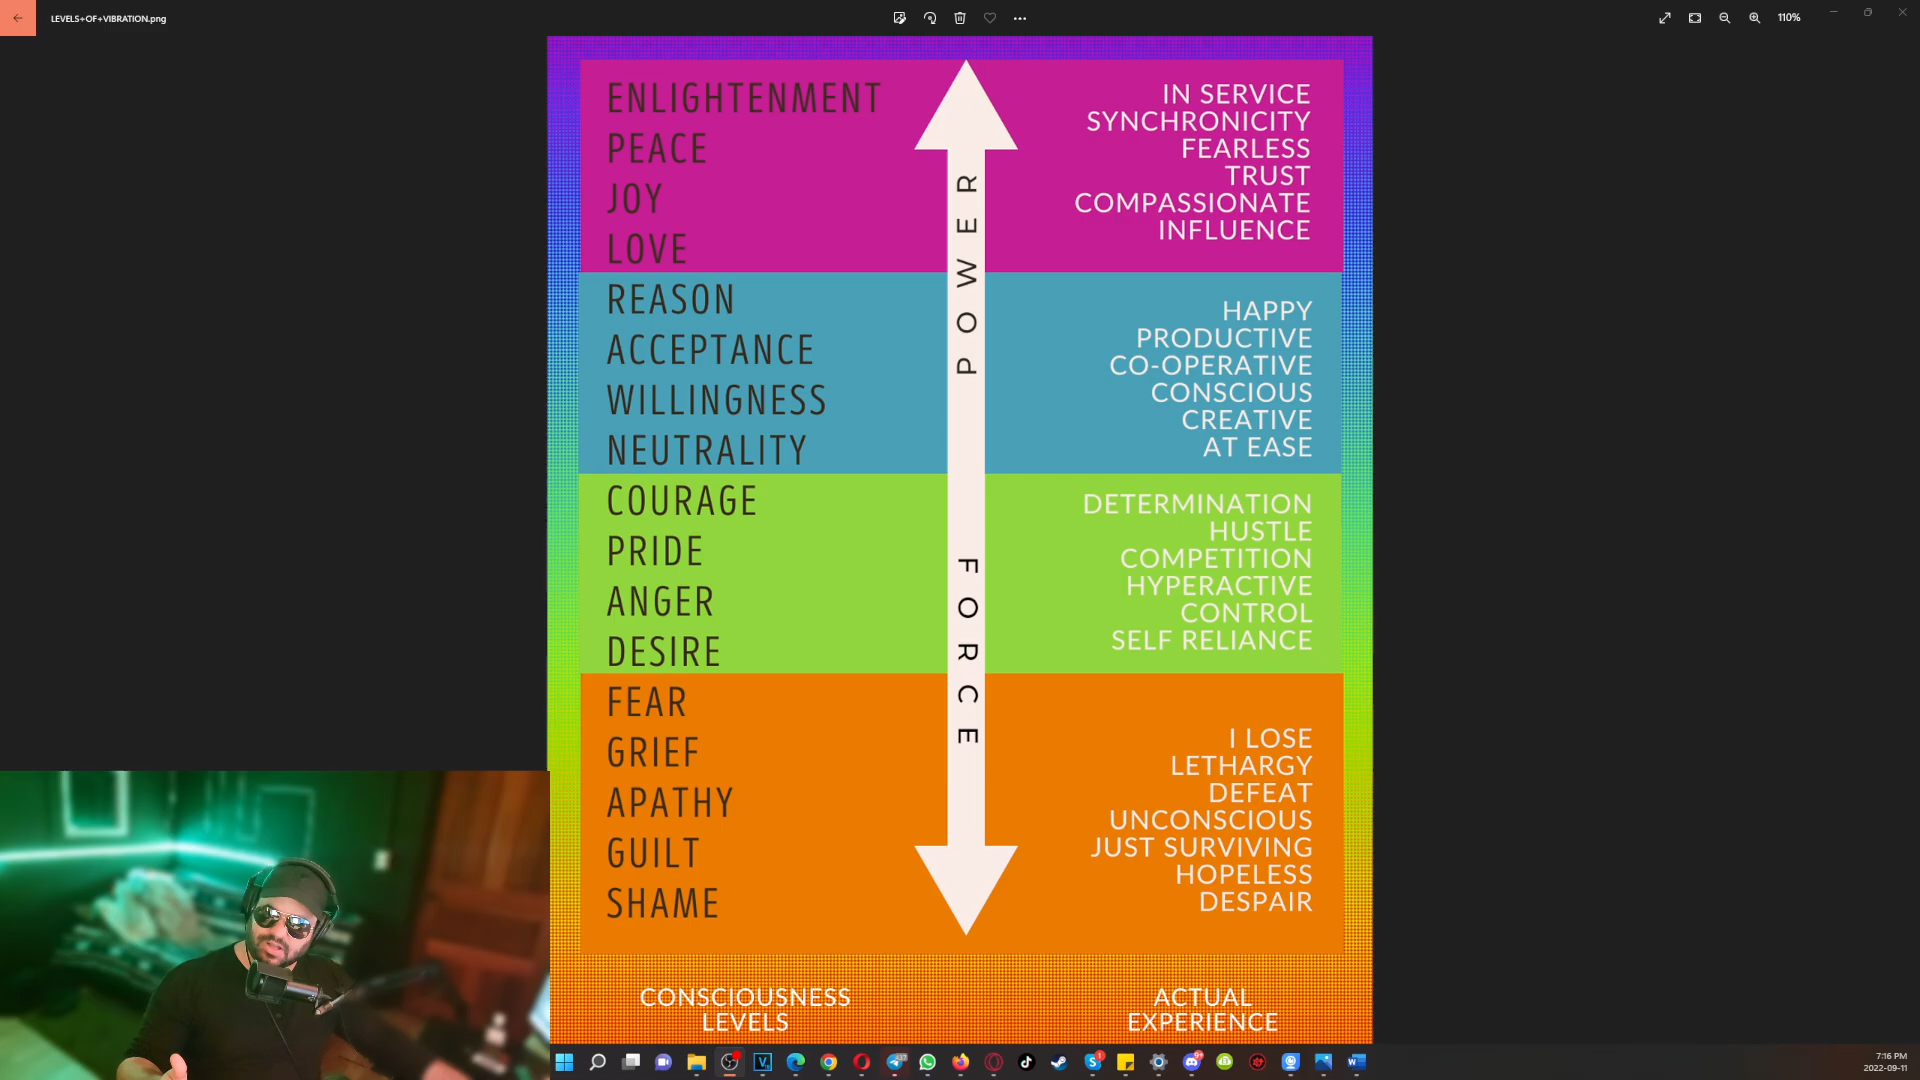 LEVELS+OF+VIBRATION.png
110%
ENLIGHTENMENT
PEACE
JOY
LOVE
REASON
ACCEPTANCE
WILLINGNESS
NEUTRALITY
COURAGE
PRIDE
ANGER
DESIRE
FEAR
GRIEF
APATHY
GUILT
SHAME
POWER
FORCE
IN SERVICE
SYNCHRONICITY
FEARLESS
TRUST
COMPASSIONATE
INFLUENCE
HAPPY
PRODUCTIVE
CO-OPERATIVE
CONSCIOUS
CREATIVE
AT EASE
DETERMINATION
HUSTLE
COMPETITION
HYPERACTIVE
CONTROL
SELF RELIANCE
I LOSE
LETHARGY
DEFEAT
UNCONSCIOUS
JUST SURVIVING
HOPELESS
DESPAIR
CONSCIOUSNESS
LEVELS
ACTUAL
EXPERIENCE
7:16 PM
2022-09-11